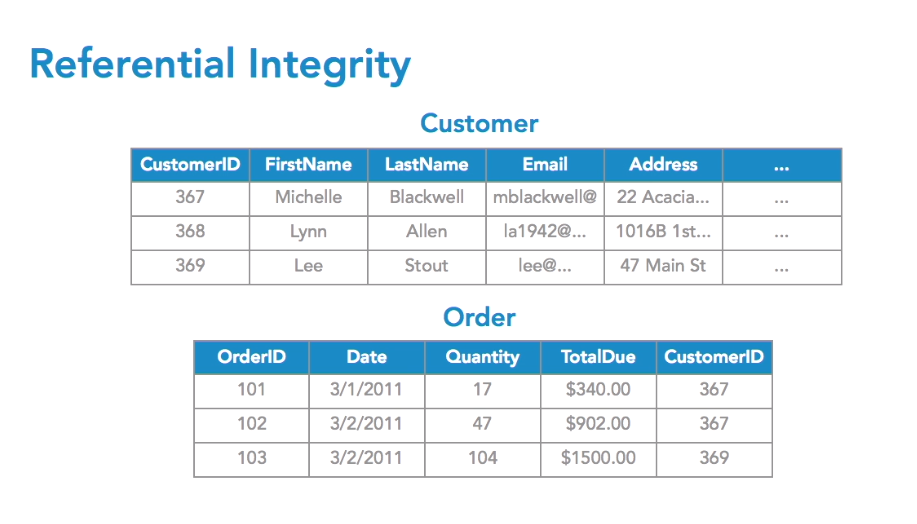 Referential Integrity
Customer
CustomerID FirstName LastName Email Address ...
367 Michelle Blackwell mblackwell@ 22 Acacia... ...
368 Lynn Allen la1942@... 1016B 1st... ...
369 Lee Stout lee@... 47 Main St ...
Order
OrderID Date Quantity TotalDue CustomerID
101 3/1/2011 17 $340.00 367
102 3/2/2011 47 $902.00 367
103 3/2/2011 104 $1500.00 369